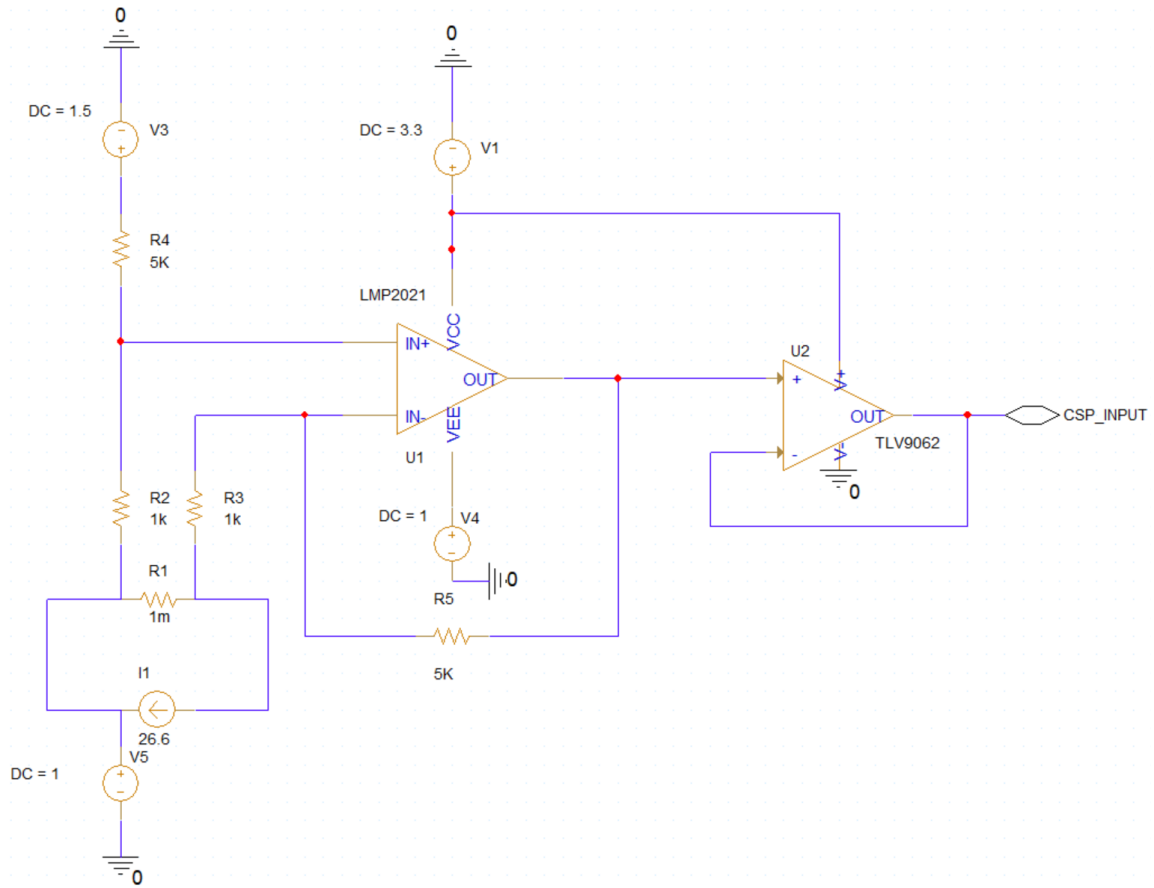 0
0
DC = 1.5
V3
DC = 3.3
V1
R4
5K
LMP2021
VCC
IN+
OUT
IN-
VEE
U1
U2
+
V+
OUT
CSP_INPUT
-
V-
TLV9062
0
R2
1k
R3
1k
DC = 1
V4
+
-
0
R1
1m
R5
5K
I1
26.6
V5
DC = 1
+
-
0